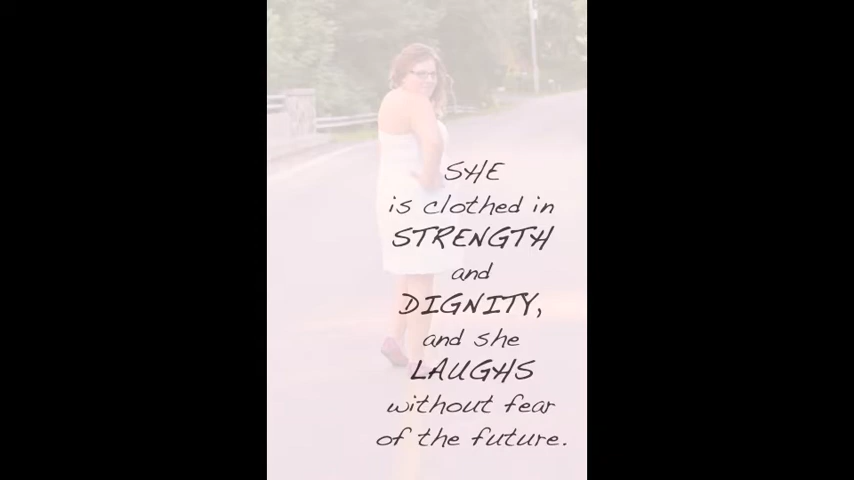 SHE
is clothed in
STRENGTH
and
DIGNITY,
and she
LAUGHS
without fear
of the future.